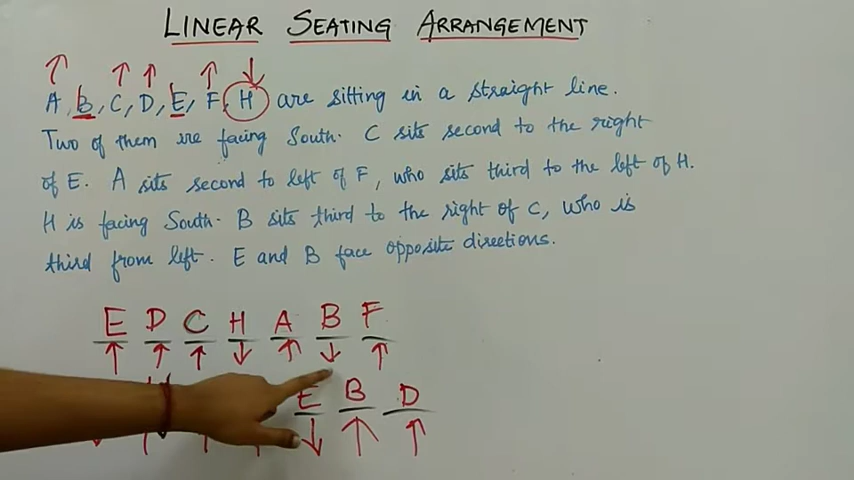 LINEAR SEATING ARRANGEMENT
A, B, C, D, E, F, H are sitting in a straight line.
Two of them are facing South. C sits second to the right
of E. A sits second to left of F, who sits third to the left of H.
H is facing South. B sits third to the right of C, who is
third from left. E and B face opposite directions.
E D C H A B F
↑ ↑ ↑ ↓ ↑ ↓ ↑
E B D
↓ ↑ ↑